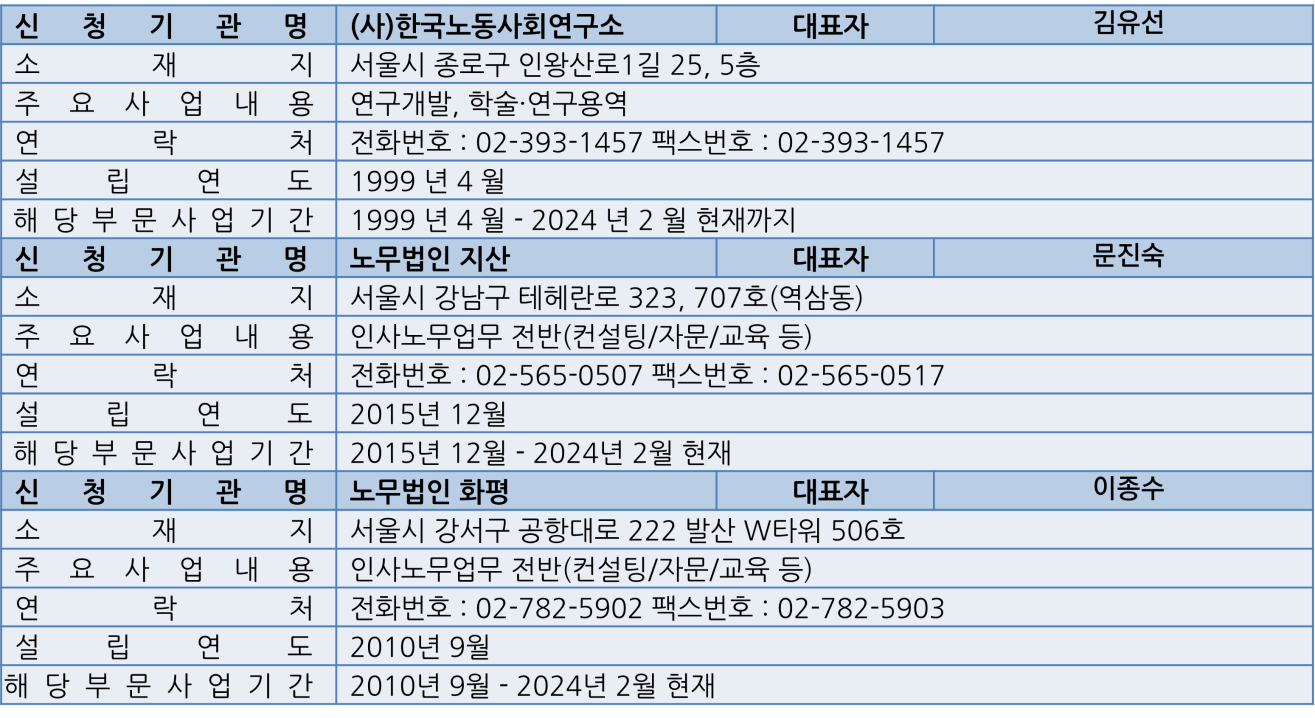 신 청 기 관 명 (사)한국노동사회연구소 대표자 김유선
소 재 지 서울시 종로구 인왕산로1길 25, 5층
주 요 사 업 내 용 연구개발, 학술·연구용역
연 락 처 전화번호 : 02-393-1457 팩스번호 : 02-393-1457
설 립 연 도 1999 년 4 월
해 당 부 문 사 업 기 간 1999 년 4 월 - 2024 년 2 월 현재까지
신 청 기 관 명 노무법인 지산 대표자 문진숙
소 재 지 서울시 강남구 테헤란로 323, 707호(역삼동)
주 요 사 업 내 용 인사노무업무 전반(컨설팅/자문/교육 등)
연 락 처 전화번호 : 02-565-0507 팩스번호 : 02-565-0517
설 립 연 도 2015년 12월
해 당 부 문 사 업 기 간 2015년 12월 - 2024년 2월 현재
신 청 기 관 명 노무법인 화평 대표자 이종수
소 재 지 서울시 강서구 공항대로 222 발산 W타워 506호
주 요 사 업 내 용 인사노무업무 전반(컨설팅/자문/교육 등)
연 락 처 전화번호 : 02-782-5902 팩스번호 : 02-782-5903
설 립 연 도 2010년 9월
해 당 부 문 사 업 기 간 2010년 9월 - 2024년 2월 현재